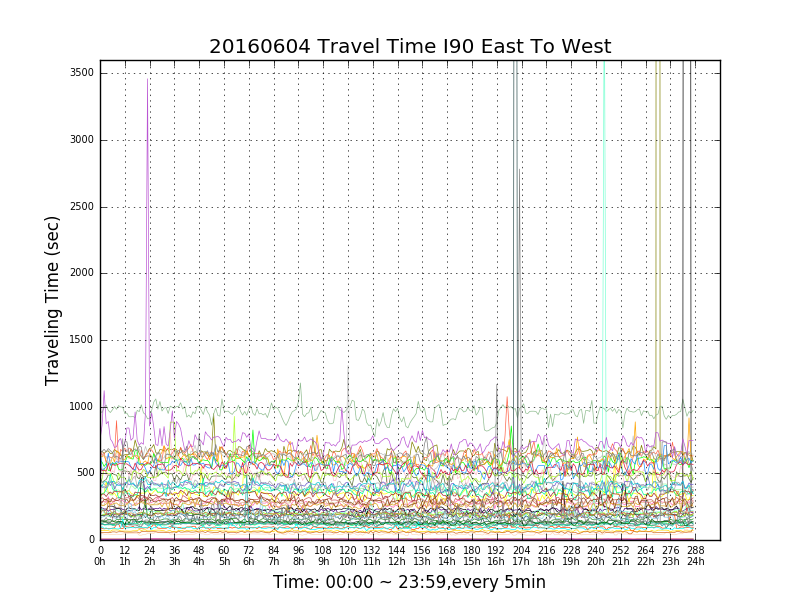 20160604 Travel Time I90 East To West
3500
3000
2500
2000
1500
1000
500
0
Traveling Time (sec)
0 12 24 36 48 60 72 84 96 108 120 132 144 156 168 180 192 204 216 228 240 252 264 276 288
0h 1h 2h 3h 4h 5h 6h 7h 8h 9h 10h 11h 12h 13h 14h 15h 16h 17h 18h 19h 20h 21h 22h 23h 24h
Time: 00:00 ~ 23:59,every 5min